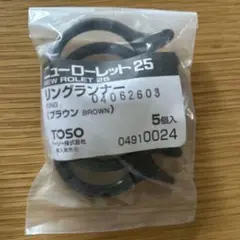 ニューローレット25
NEW ROLET 25
リングランナー
04062603
RING
(ブラウン BROWN)
5個入
TOSO
トーソー株式会社
04910024